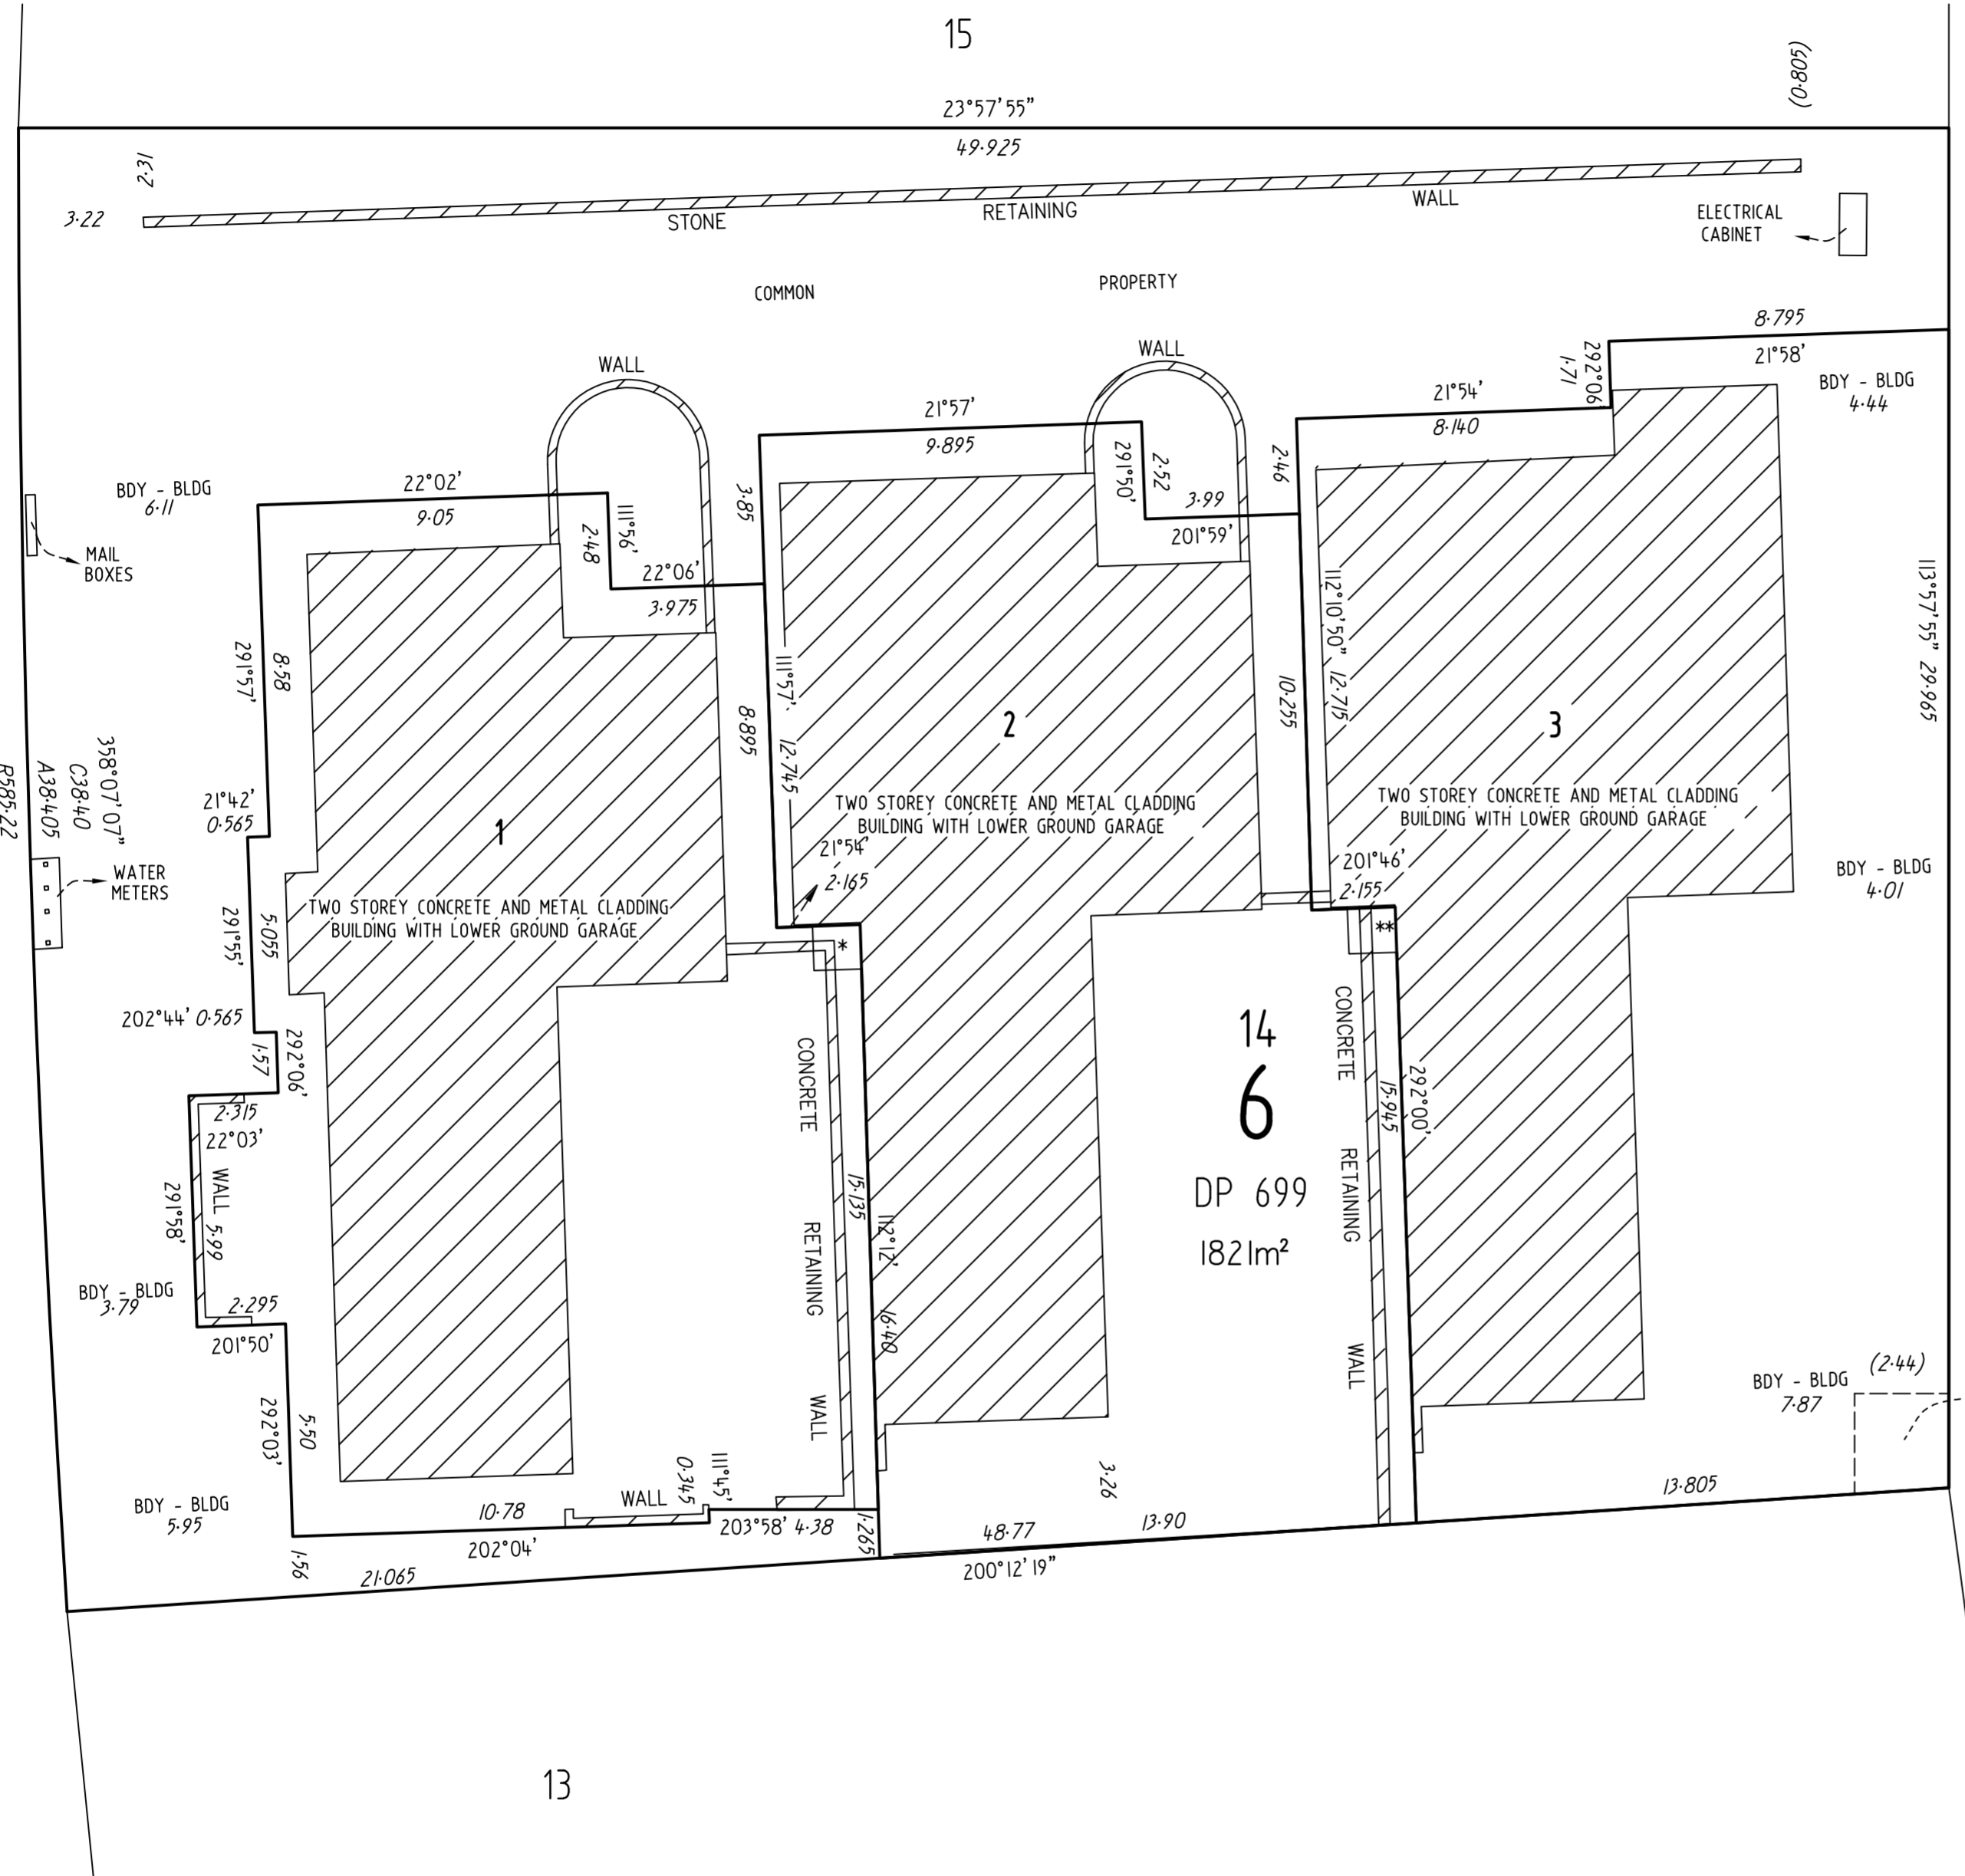 15
(0·805)
23°57'55"
49·925
2·31
3·22
STONE RETAINING WALL
ELECTRICAL
CABINET
COMMON PROPERTY
8·795
21°58'
292°06'
1·71
BDY - BLDG
4·44
WALL
WALL
21°54'
8·140
21°57'
9·895
291°50'
2·52
2·46
3·99
201°59'
22°02'
9·05
3·85
BDY - BLDG
6·11
MAIL
BOXES
111°56'
2·48
22°06'
3·975
113°57'55" 29·965
112°10'50" 12·715
10·255
291°57'
8·58
111°57' 12·745
8·895
2
3
358°07'07"
C38·40
A38·405
R585·22
TWO STOREY CONCRETE AND METAL CLADDING
BUILDING WITH LOWER GROUND GARAGE
TWO STOREY CONCRETE AND METAL CLADDING
BUILDING WITH LOWER GROUND GARAGE
21°42'
0·565
1
21°54'
2·165
201°46'
2·155
BDY - BLDG
4·01
WATER
METERS
TWO STOREY CONCRETE AND METAL CLADDING
BUILDING WITH LOWER GROUND GARAGE
291°55'
5·055
*
**
202°44' 0·565
1·57
292°06'
CONCRETE RETAINING WALL
CONCRETE RETAINING WALL
14
6
DP 699
1821m²
15·945
292°00'
2·315
22°03'
WALL 5·99
291°58'
15·135
112°12' 16·40
BDY - BLDG
3·79
2·295
201°50'
292°03'
5·50
(2·44)
BDY - BLDG
7·87
3·26
13·805
BDY - BLDG
5·95
10·78
WALL
0·345
111°45'
202°04'
203°58' 4·38
1·265
48·77
13·90
200°12'19"
1·56
21·065
13